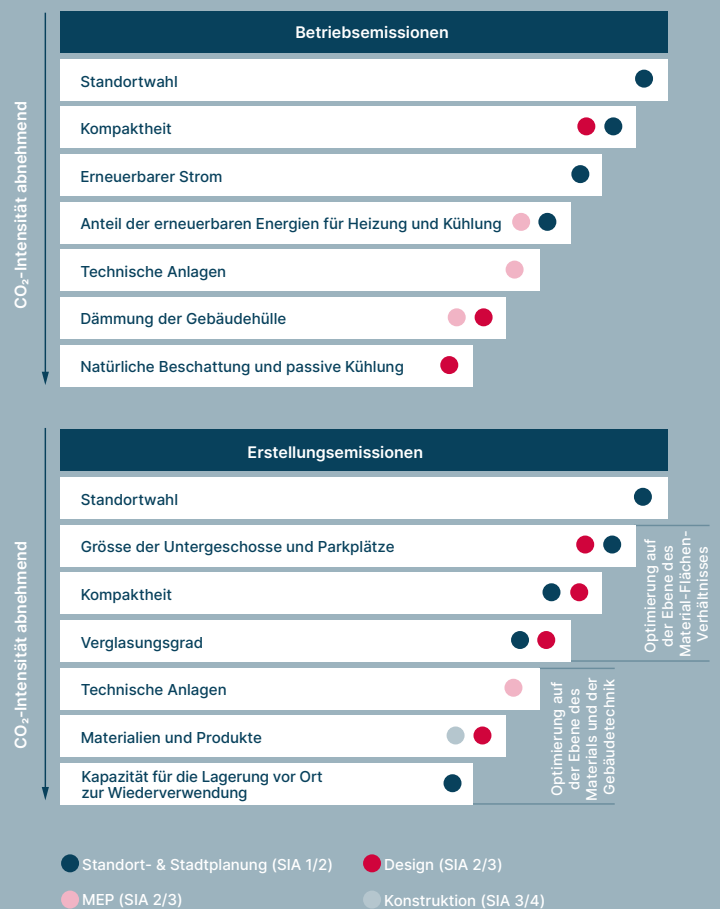 CO₂-Intensität abnehmend
Betriebsemissionen
Standortwahl
Kompaktheit
Erneuerbarer Strom
Anteil der erneuerbaren Energien für Heizung und Kühlung
Technische Anlagen
Dämmung der Gebäudehülle
Natürliche Beschattung und passive Kühlung
CO₂-Intensität abnehmend
Erstellungsemissionen
Standortwahl
Grösse der Untergeschosse und Parkplätze
Kompaktheit
Verglasungsgrad
Optimierung auf
der Ebene des
Material-Flächen-
Verhältnisses
Technische Anlagen
Materialien und Produkte
Kapazität für die Lagerung vor Ort
zur Wiederverwendung
Optimierung auf
der Ebene des
Materials und der
Gebäudetechnik
Standort- & Stadtplanung (SIA 1/2)
Design (SIA 2/3)
MEP (SIA 2/3)
Konstruktion (SIA 3/4)